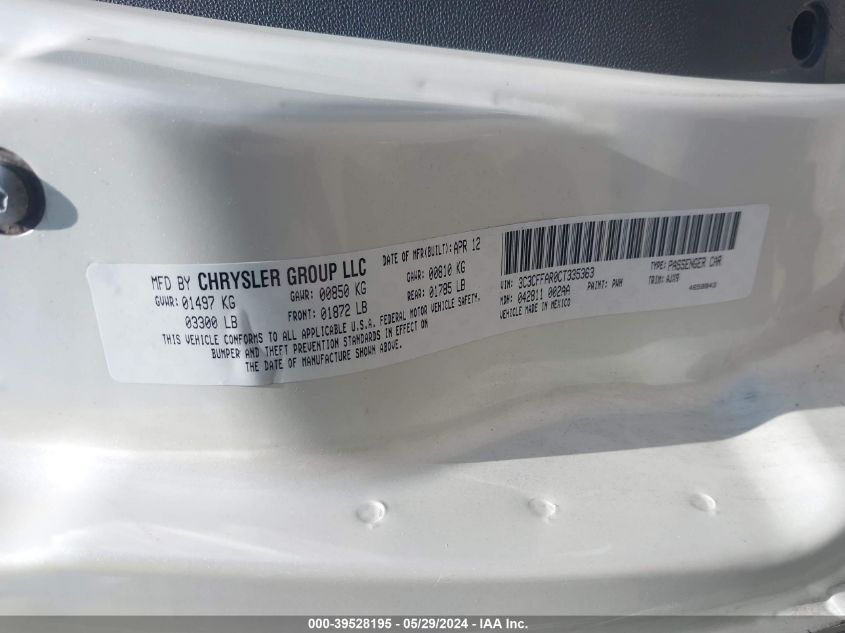 MFD BY CHRYSLER GROUP LLC
DATE OF MFR(BUILT): APR 12
GVWR: 01497 KG
GAWR: 00850 KG
GAWR: 00810 KG
03300 LB
FRONT: 01872 LB
REAR: 01785 LB
THIS VEHICLE CONFORMS TO ALL APPLICABLE U.S.A. FEDERAL MOTOR VEHICLE SAFETY,
BUMPER AND THEFT PREVENTION STANDARDS IN EFFECT ON
THE DATE OF MANUFACTURE SHOWN ABOVE.
VIN: 3C3CFFAR0CT335363
TYPE: PASSENGER CAR
MDH: 042811 002AA
PAINT: PWH
TRIM: AJX9
VEHICLE MADE IN MEXICO
000-39528195 - 05/29/2024 - IAA Inc.